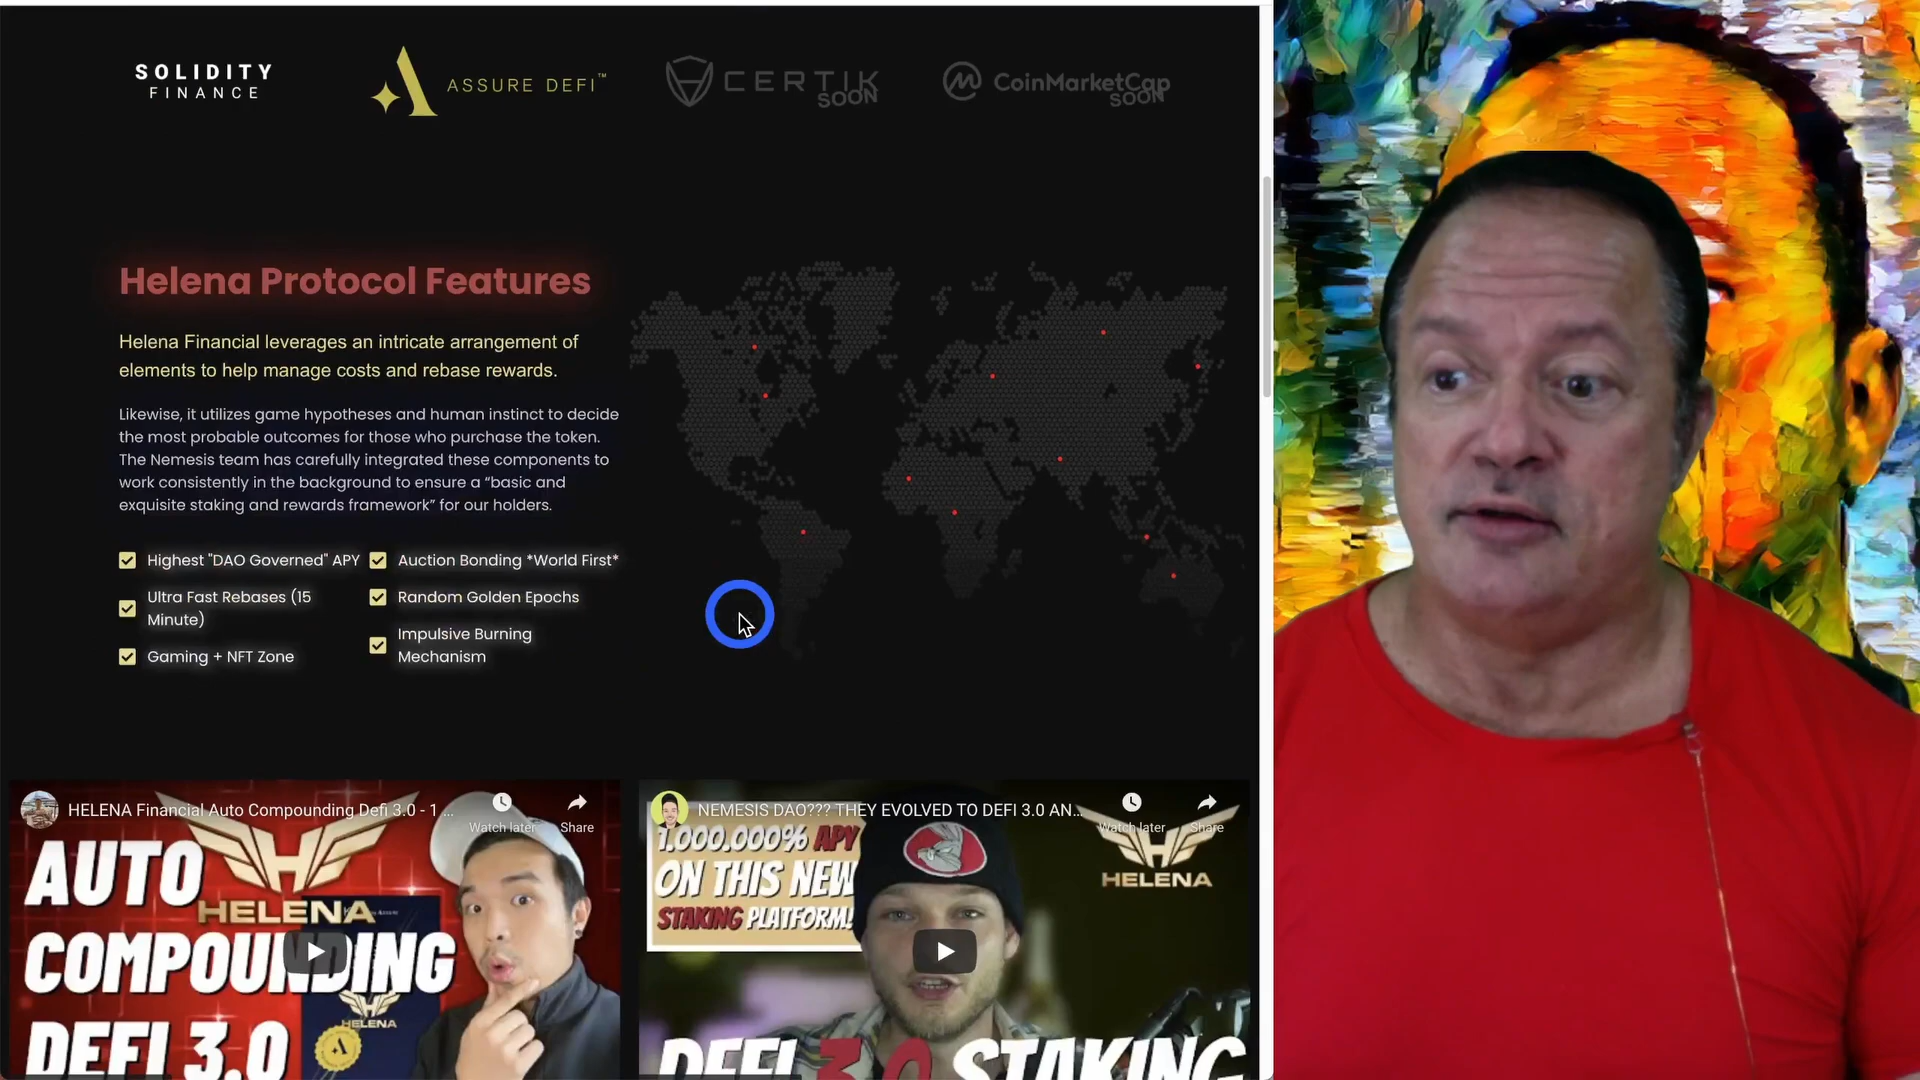 SOLIDITY
FINANCE
ASSURE DEFI™
CERTIK
SOON
CoinMarketCap
SOON
Helena Protocol Features
Helena Financial leverages an intricate arrangement of
elements to help manage costs and rebase rewards.
Likewise, it utilizes game hypotheses and human instinct to decide
the most probable outcomes for those who purchase the token.
The Nemesis team has carefully integrated these components to
work consistently in the background to ensure a “basic and
exquisite staking and rewards framework” for our holders.
Highest "DAO Governed" APY
Auction Bonding *World First*
Ultra Fast Rebases (15
Minute)
Random Golden Epochs
Gaming + NFT Zone
Impulsive Burning
Mechanism
HELENA Financial Auto Compounding Defi 3.0 - 1 ...
Watch later
Share
AUTO
HELENA
COMPOUNDING
HELENA
DEFI 3.0
NEMESIS DAO??? THEY EVOLVED TO DEFI 3.0 AN...
Watch later
Share
1.000.000% APY
ON THIS NEW
STAKING PLATFORM!
HELENA
DEFI 3.0 STAKING